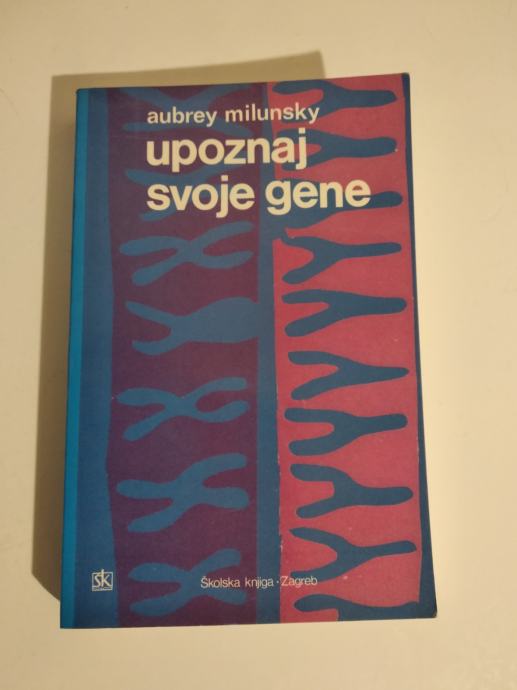 aubrey milunsky
upoznaj
svoje gene
šk
Školska knjiga · Zagreb